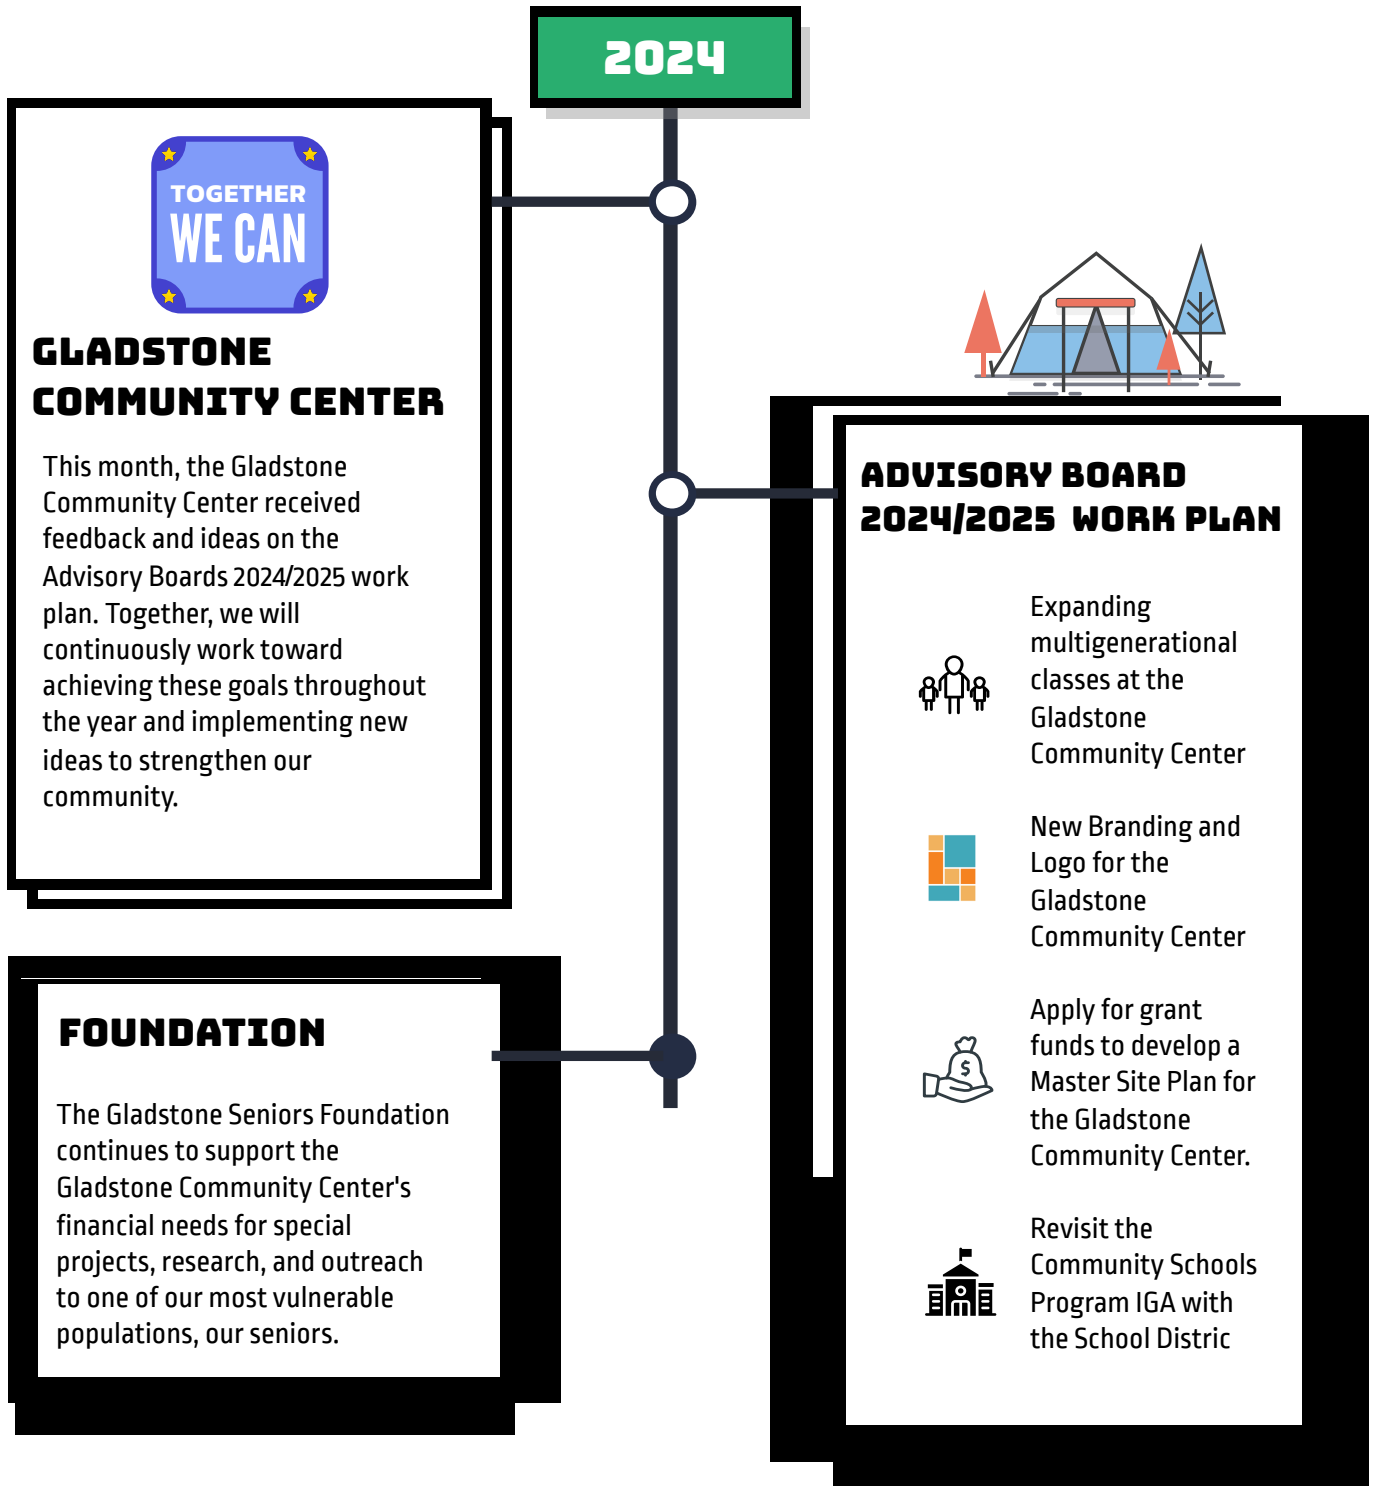 2024
TOGETHER
WE CAN
GLADSTONE
COMMUNITY CENTER
This month, the Gladstone
Community Center received
feedback and ideas on the
Advisory Boards 2024/2025 work
plan. Together, we will
continuously work toward
achieving these goals throughout
the year and implementing new
ideas to strengthen our
community.
ADVISORY BOARD
2024/2025 WORK PLAN
Expanding
multigenerational
classes at the
Gladstone
Community Center
New Branding and
Logo for the
Gladstone
Community Center
Apply for grant
funds to develop a
Master Site Plan for
the Gladstone
Community Center.
Revisit the
Community Schools
Program IGA with
the School Distric
FOUNDATION
The Gladstone Seniors Foundation
continues to support the
Gladstone Community Center's
financial needs for special
projects, research, and outreach
to one of our most vulnerable
populations, our seniors.
$